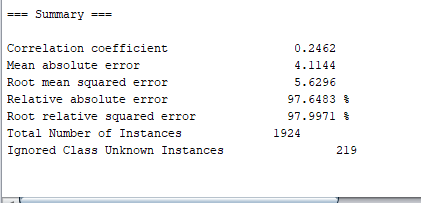 === Summary ===
Correlation coefficient 0.2462
Mean absolute error 4.1144
Root mean squared error 5.6296
Relative absolute error 97.6483 %
Root relative squared error 97.9971 %
Total Number of Instances 1924
Ignored Class Unknown Instances 219